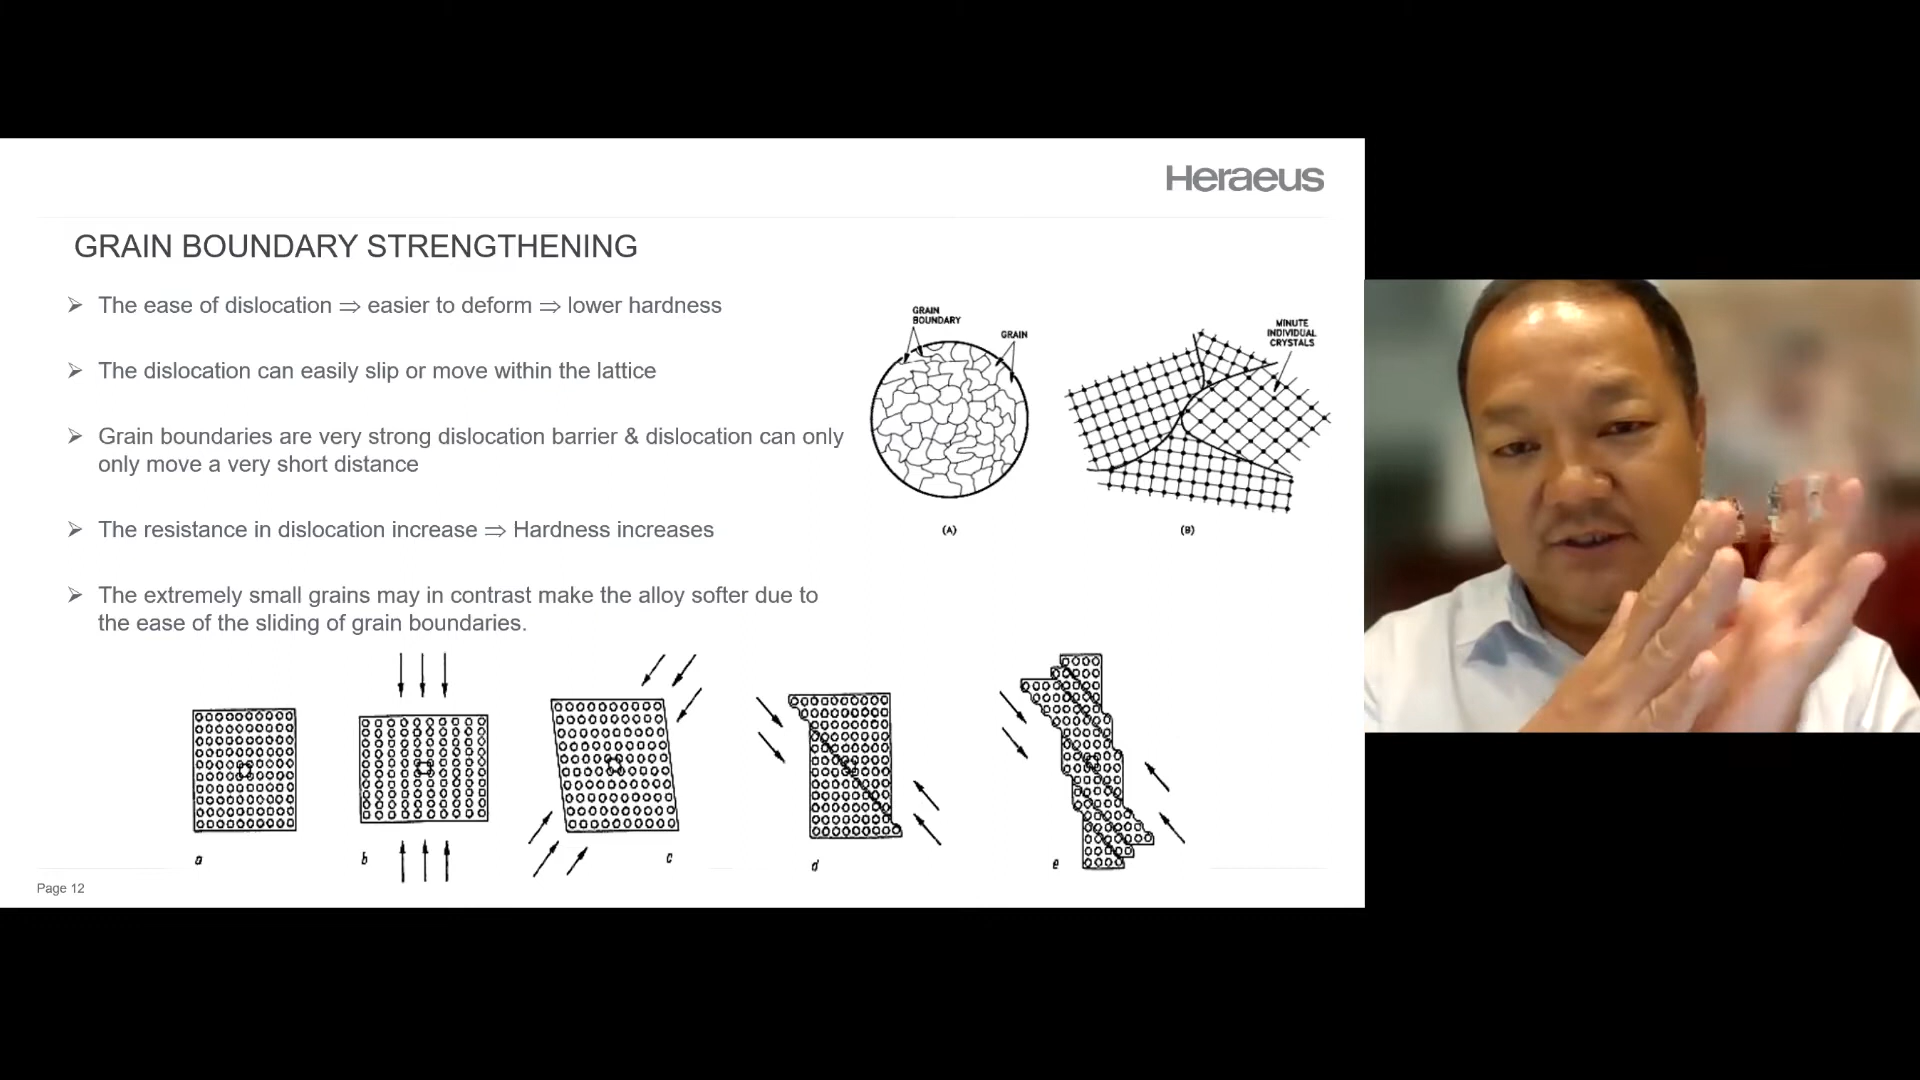 Heraeus
GRAIN BOUNDARY STRENGTHENING
The ease of dislocation ⇒ easier to deform ⇒ lower hardness
The dislocation can easily slip or move within the lattice
Grain boundaries are very strong dislocation barrier & dislocation can only
only move a very short distance
The resistance in dislocation increase ⇒ Hardness increases
The extremely small grains may in contrast make the alloy softer due to
the ease of the sliding of grain boundaries.
GRAIN
BOUNDARY
GRAIN
(A)
MINUTE
INDIVIDUAL
CRYSTALS
(B)
a
b
c
d
e
Page 12